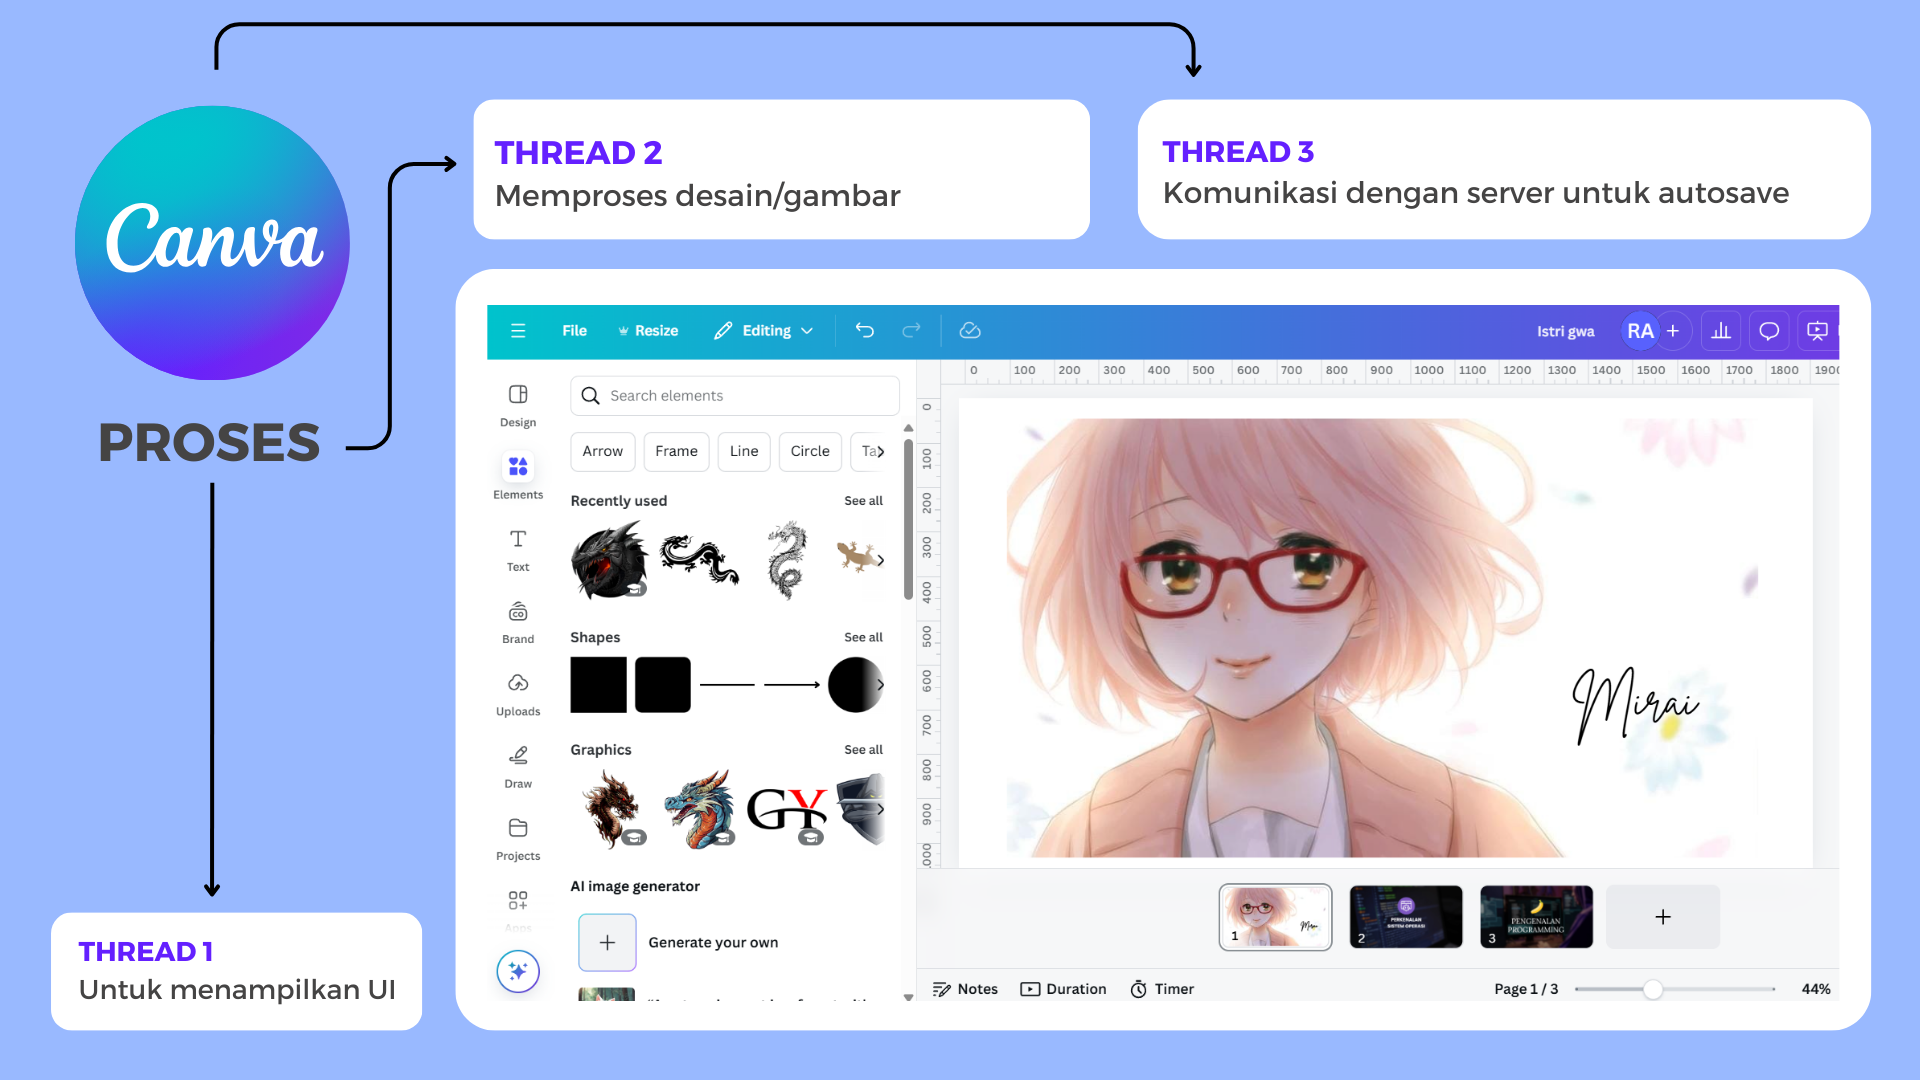 Canva
PROSES
THREAD 1
Untuk menampilkan UI
THREAD 2
Memproses desain/gambar
THREAD 3
Komunikasi dengan server untuk autosave
File
Resize
Editing
Istri gwa
RA
Design
Elements
Text
Brand
Uploads
Draw
Projects
Apps
Search elements
Arrow
Frame
Line
Circle
Recently used
See all
Shapes
See all
Graphics
See all
GY
AI image generator
Generate your own
0 100 200 300 400 500 600 700 800 900 1000 1100 1200 1300 1400 1500 1600 1700 1800
0
100
200
300
400
500
600
700
800
900
Mirai
1
Mirai
2
PERKENALAN
SISTEM OPERASI
3
PENGENALAN
PROGRAMMING
Notes
Duration
Timer
Page 1 / 3
44%